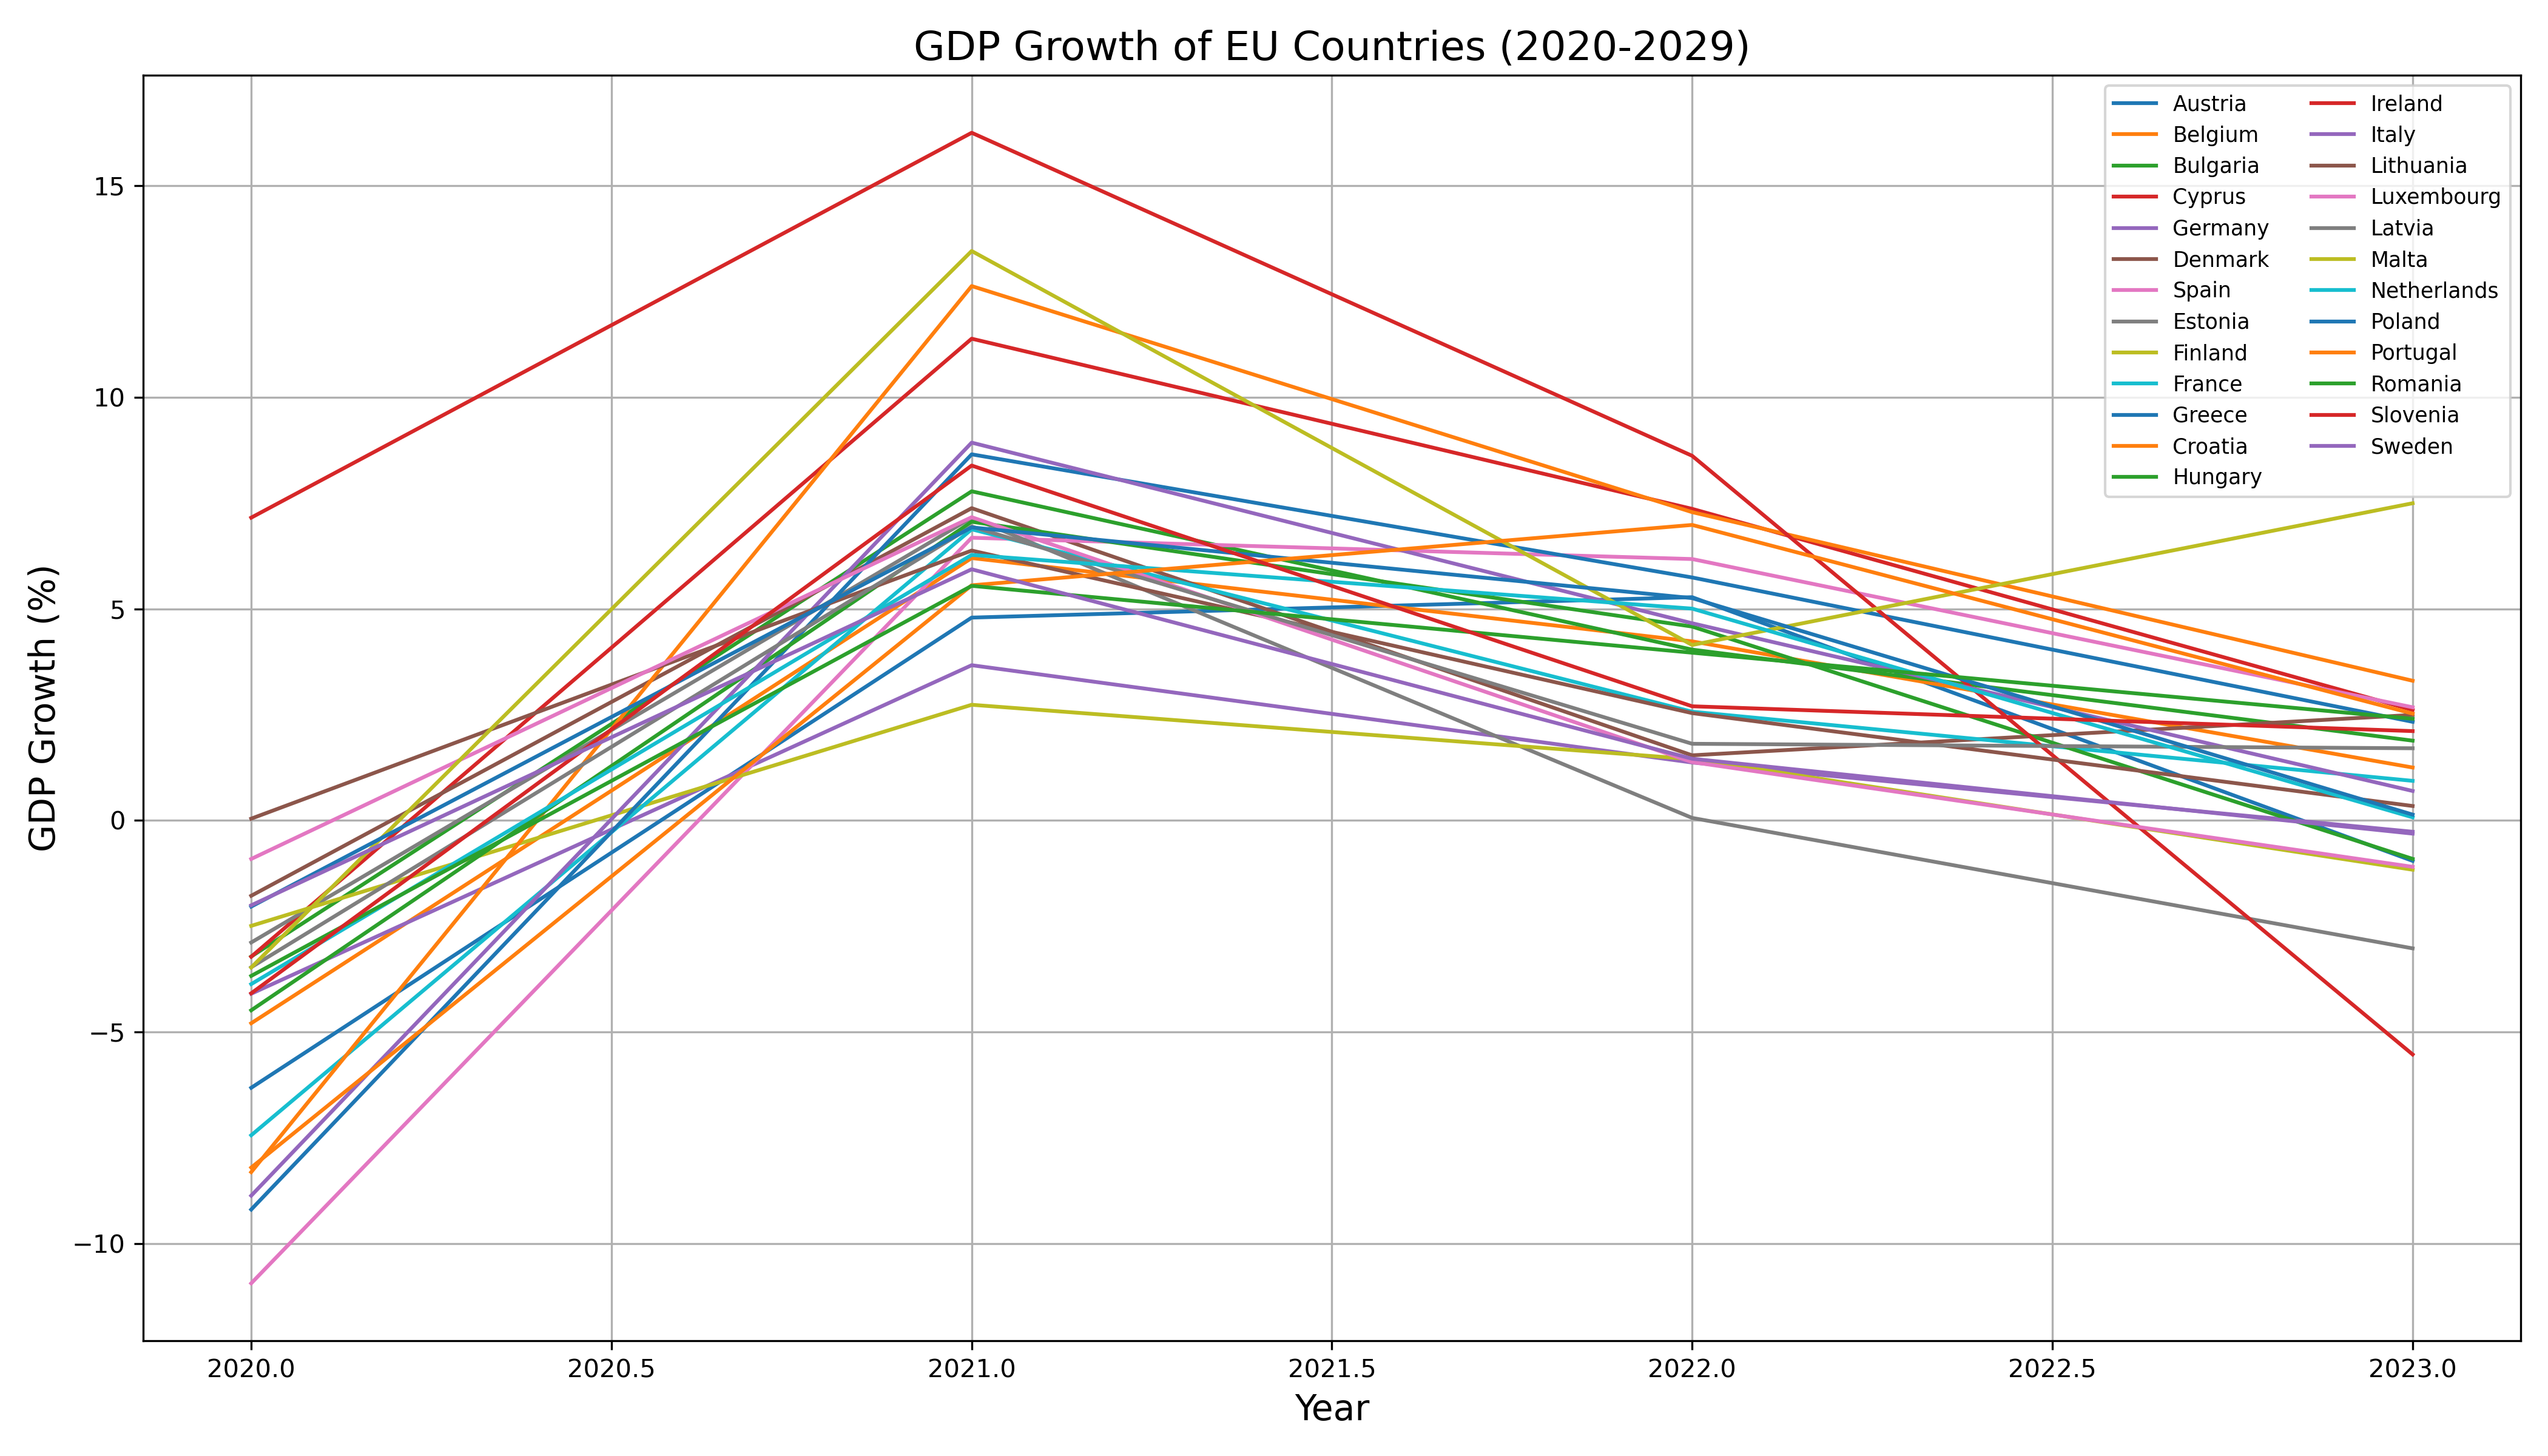 GDP Growth of EU Countries (2020-2029)
GDP Growth (%)
15
10
5
0
−5
−10
2020.0
2020.5
2021.0
2021.5
2022.0
2022.5
2023.0
Year
Austria
Belgium
Bulgaria
Cyprus
Germany
Denmark
Spain
Estonia
Finland
France
Greece
Croatia
Hungary
Ireland
Italy
Lithuania
Luxembourg
Latvia
Malta
Netherlands
Poland
Portugal
Romania
Slovenia
Sweden